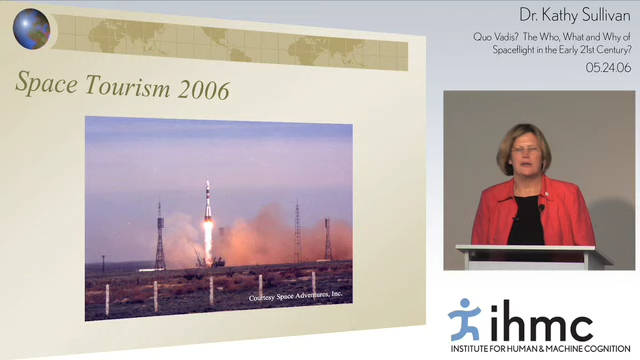 Space Tourism 2006
Courtesy Space Adventures, Inc.
Dr. Kathy Sullivan
Quo Vadis? The Who, What and Why of
Spaceflight in the Early 21st Century?
05.24.06
ihmc
INSTITUTE FOR HUMAN & MACHINE COGNITION